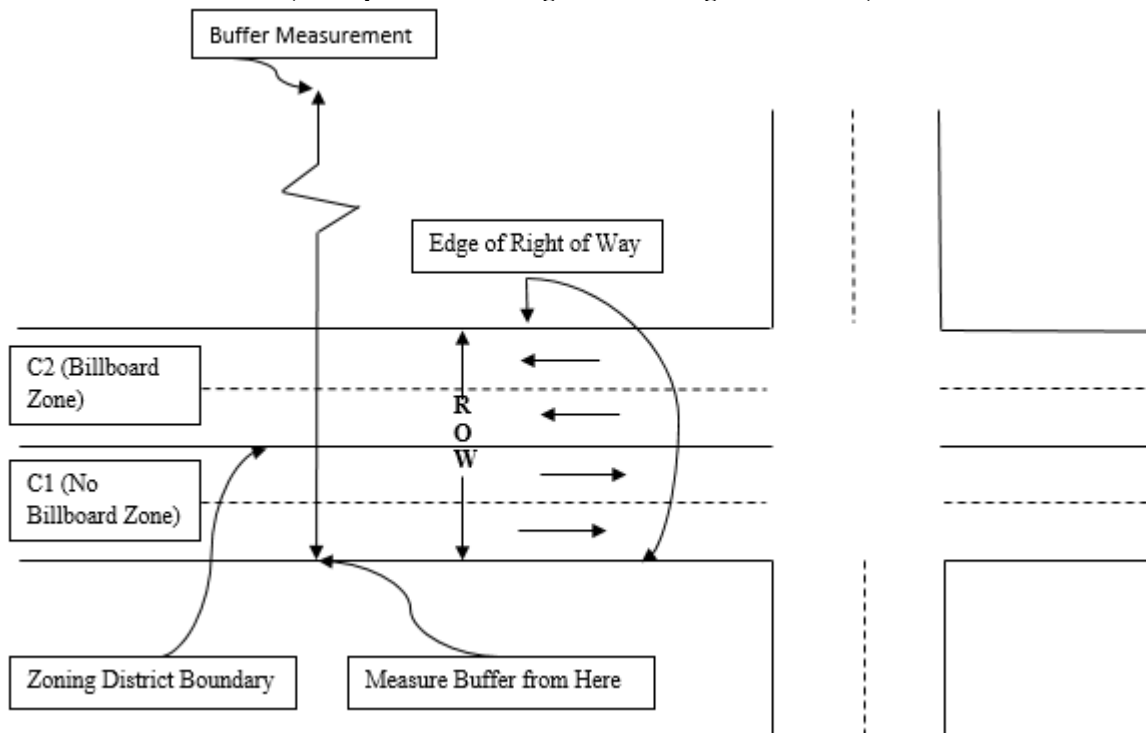 Buffer Measurement
Edge of Right of Way
C2 (Billboard
Zone)
R
O
W
C1 (No
Billboard Zone)
Zoning District Boundary
Measure Buffer from Here